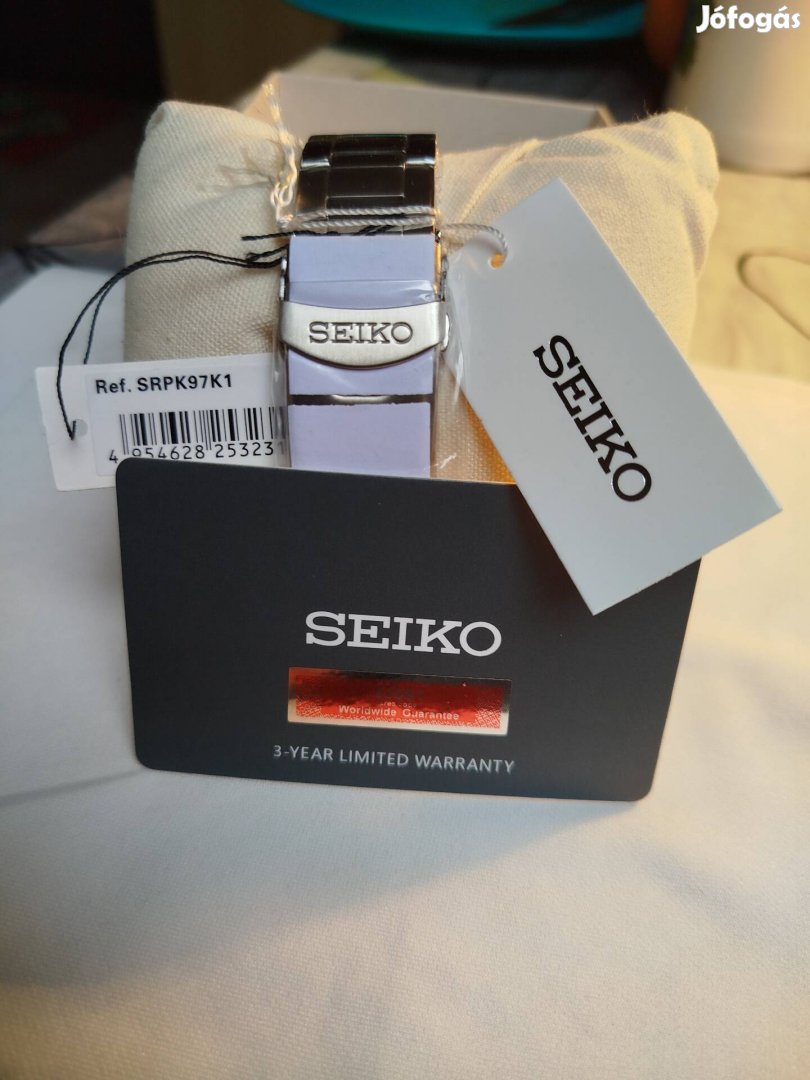 Jófogás
SEIKO
Ref. SRPK97K1
4 954628 253231
SEIKO
SEIKO
Worldwide Guarantee
3-YEAR LIMITED WARRANTY